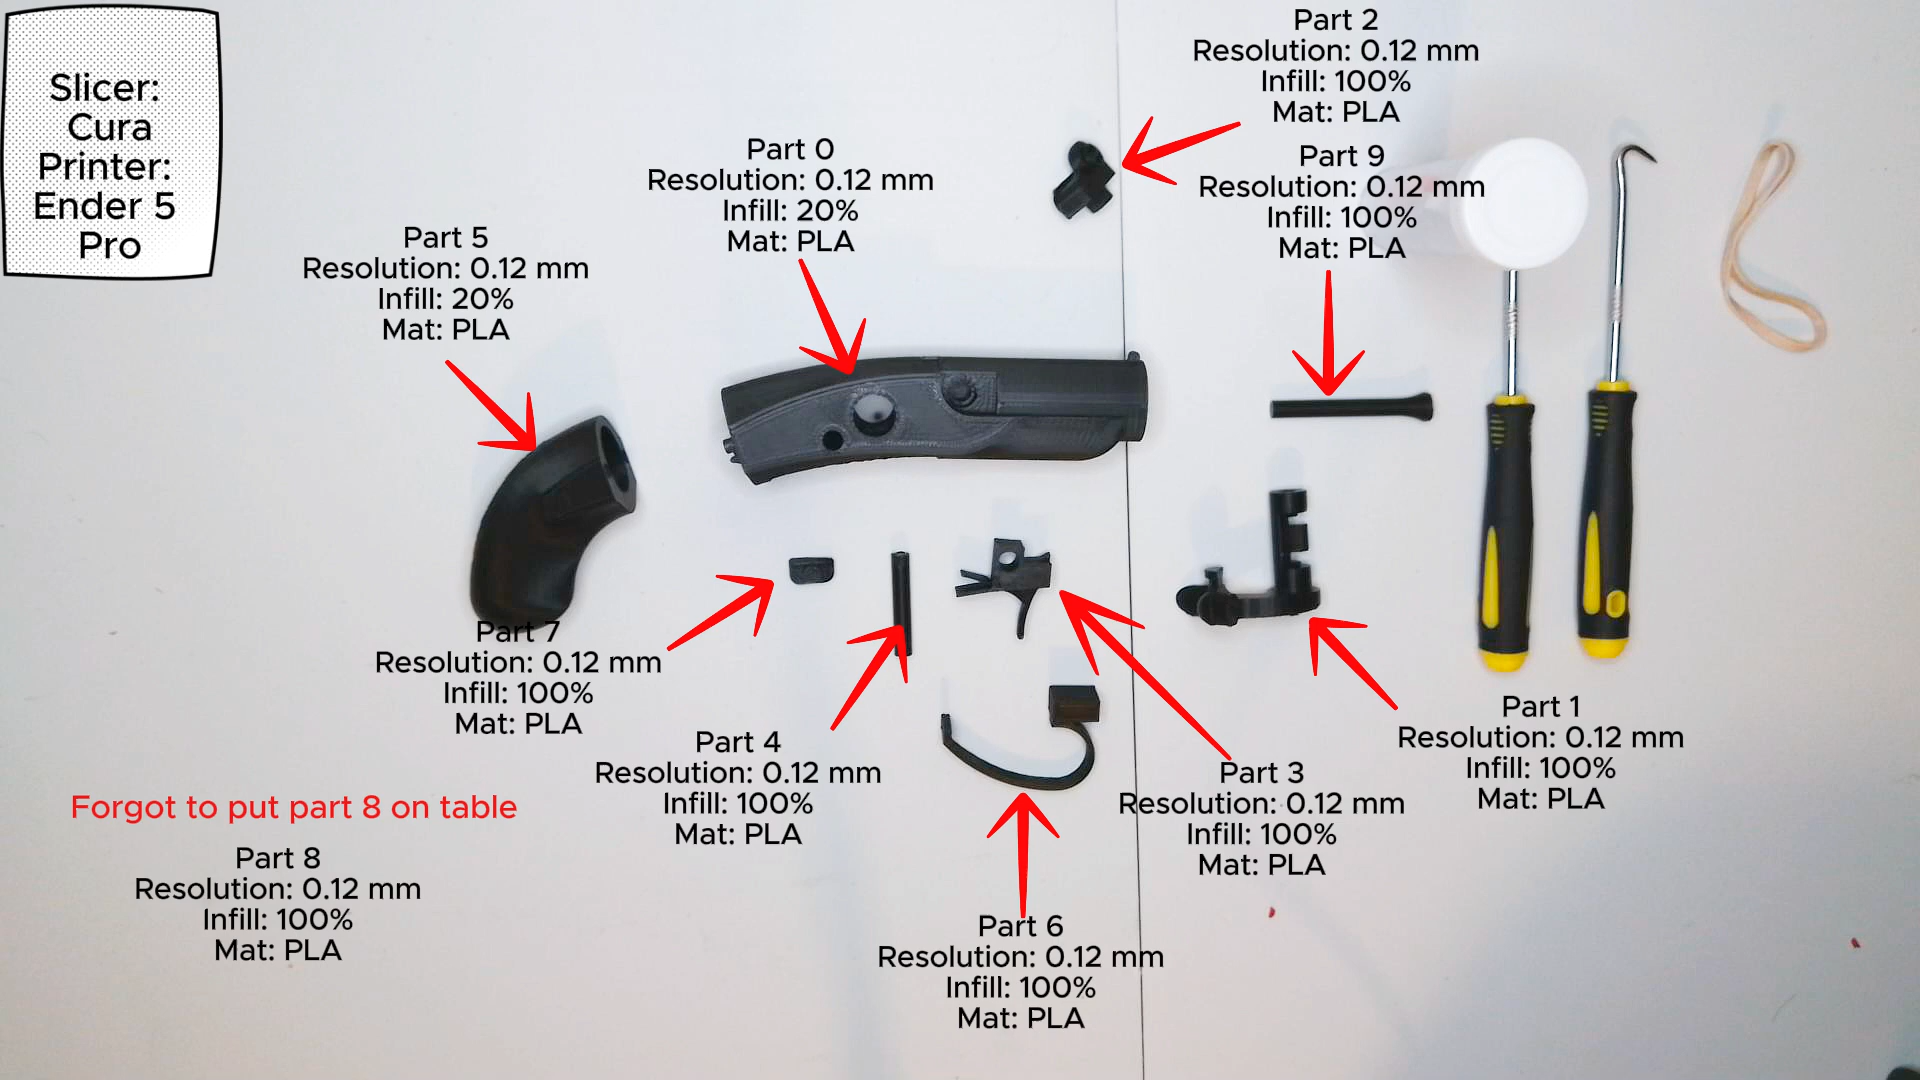 Slicer:
Cura
Printer:
Ender 5
Pro
Part 2
Resolution: 0.12 mm
Infill: 100%
Mat: PLA
Part 9
Resolution: 0.12 mm
Infill: 100%
Mat: PLA
Part 0
Resolution: 0.12 mm
Infill: 20%
Mat: PLA
Part 5
Resolution: 0.12 mm
Infill: 20%
Mat: PLA
Part 7
Resolution: 0.12 mm
Infill: 100%
Mat: PLA
Part 4
Resolution: 0.12 mm
Infill: 100%
Mat: PLA
Part 3
Resolution: 0.12 mm
Infill: 100%
Mat: PLA
Part 1
Resolution: 0.12 mm
Infill: 100%
Mat: PLA
Forgot to put part 8 on table
Part 8
Resolution: 0.12 mm
Infill: 100%
Mat: PLA
Part 6
Resolution: 0.12 mm
Infill: 100%
Mat: PLA